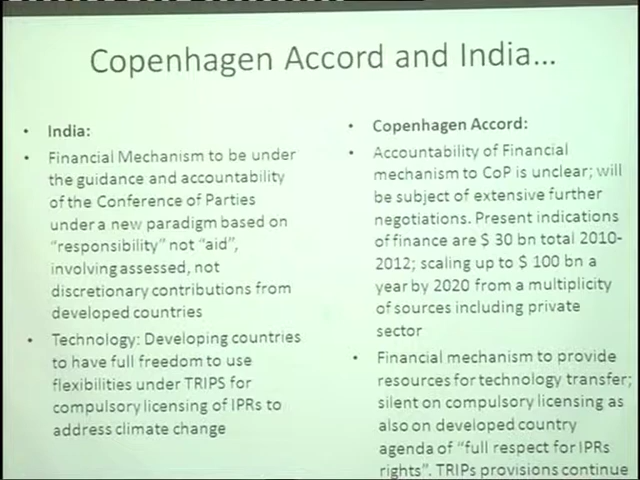 Copenhagen Accord and India...
• India:
• Financial Mechanism to be under
the guidance and accountability
of the Conference of Parties
under a new paradigm based on
"responsibility" not "aid",
involving assessed, not
discretionary contributions from
developed countries
• Technology: Developing countries
to have full freedom to use
flexibilities under TRIPS for
compulsory licensing of IPRs to
address climate change
• Copenhagen Accord:
• Accountability of Financial
mechanism to CoP is unclear; will
be subject of extensive further
negotiations. Present indications
of finance are $ 30 bn total 2010-
2012; scaling up to $ 100 bn a
year by 2020 from a multiplicity
of sources including private
sector
• Financial mechanism to provide
resources for technology transfer;
silent on compulsory licensing as
also on developed country
agenda of "full respect for IPRs
rights". TRIPs provisions continue